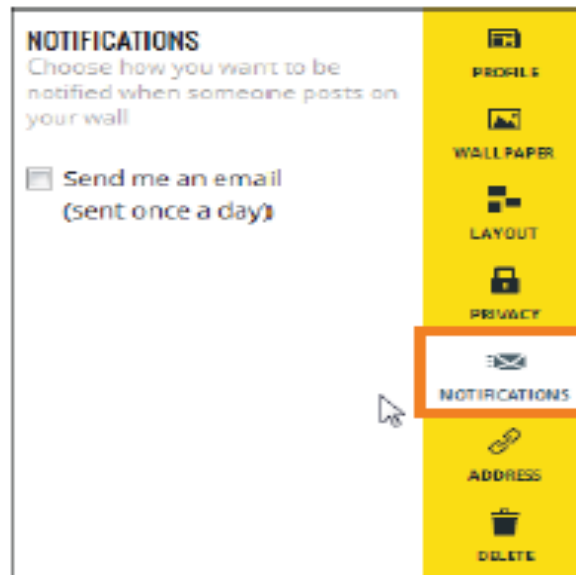 NOTIFICATIONS
Choose how you want to be
notified when someone posts on
your wall
Send me an email
(sent once a day)
PROFILE
WALLPAPER
LAYOUT
PRIVACY
NOTIFICATIONS
ADDRESS
DELETE